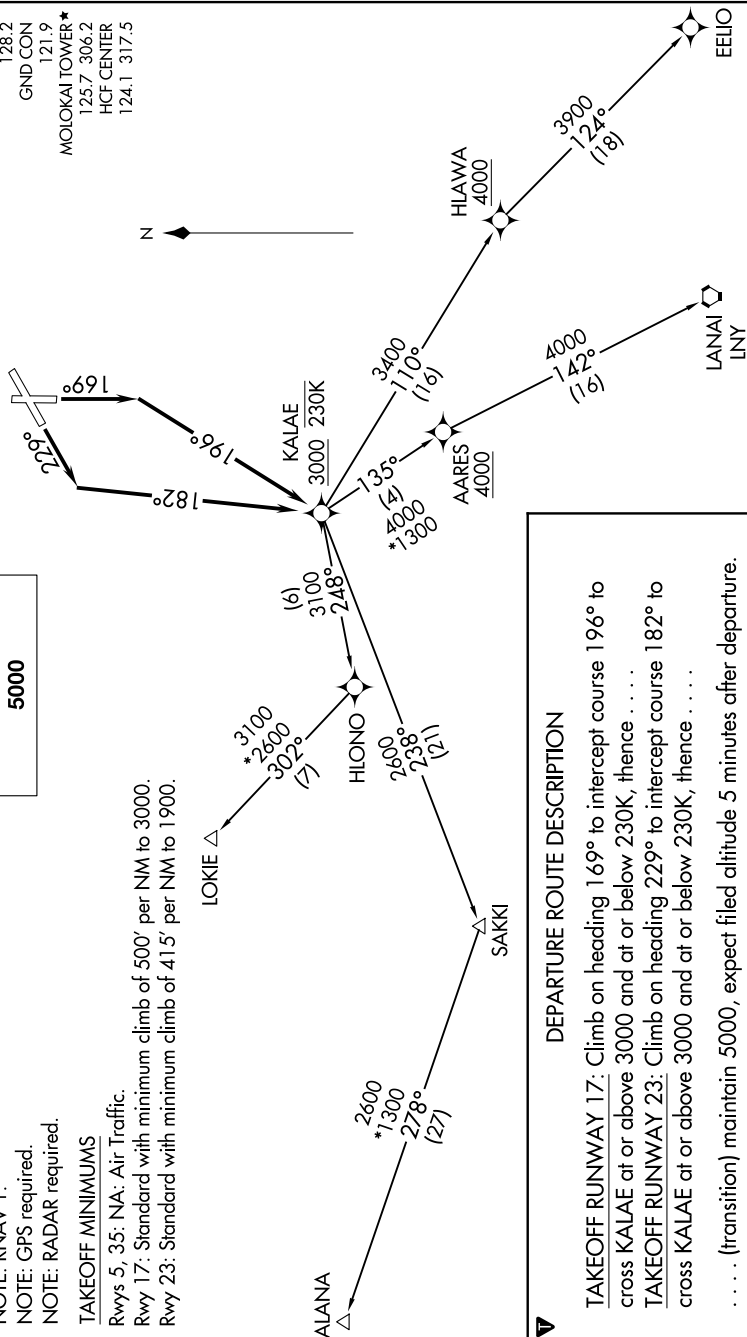 128.2
GND CON
121.9
MOLOKAI TOWER★
125.7 306.2
HCF CENTER
124.1 317.5
5000
NOTE: RNAV 1.
NOTE: GPS required.
NOTE: RADAR required.
TAKEOFF MINIMUMS
Rwys 5, 35: NA: Air Traffic.
Rwy 17: Standard with minimum climb of 500' per NM to 3000.
Rwy 23: Standard with minimum climb of 415' per NM to 1900.
N
169°
229°
196°
182°
KALAE
3000 230K
3400
110°
(16)
HLAWA
4000
3900
124°
(18)
EELIO
135°
(4)
4000
*1300
AARES
4000
4000
142°
(16)
LANAI
LNY
(6)
3100
248°
HLONO
3100
*2600
302°
(7)
LOKIE
2600
238°
(21)
SAKKI
2600
*1300
278°
(27)
ALANA
T
DEPARTURE ROUTE DESCRIPTION
TAKEOFF RUNWAY 17: Climb on heading 169° to intercept course 196° to
cross KALAE at or above 3000 and at or below 230K, thence . . . .
TAKEOFF RUNWAY 23: Climb on heading 229° to intercept course 182° to
cross KALAE at or above 3000 and at or below 230K, thence . . . .
. . . . (transition) maintain 5000, expect filed altitude 5 minutes after departure.